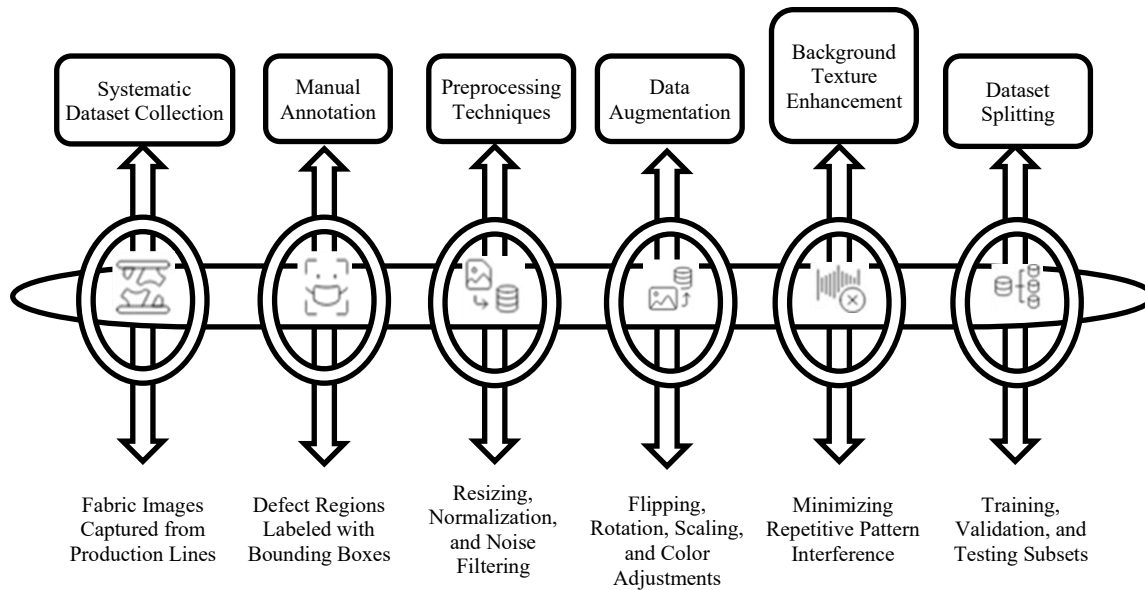 Systematic
Dataset Collection
Manual
Annotation
Preprocessing
Techniques
Data
Augmentation
Background
Texture
Enhancement
Dataset
Splitting
Fabric Images
Captured from
Production Lines
Defect Regions
Labeled with
Bounding Boxes
Resizing,
Normalization,
and Noise
Filtering
Flipping,
Rotation, Scaling,
and Color
Adjustments
Minimizing
Repetitive Pattern
Interference
Training,
Validation, and
Testing Subsets